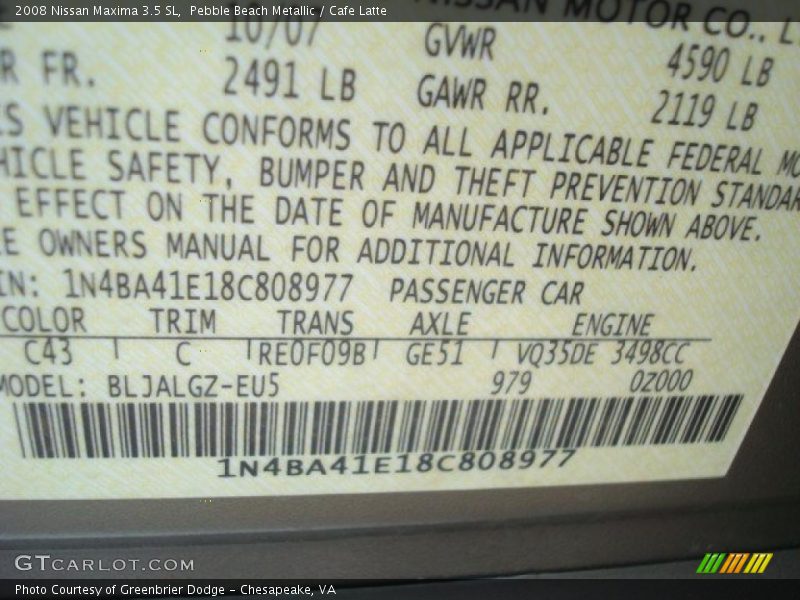 2008 Nissan Maxima 3.5 SL, Pebble Beach Metallic / Cafe Latte
NISSAN MOTOR CO., L
10/07 GVWR 4590 LB
R FR. 2491 LB GAWR RR. 2119 LB
S VEHICLE CONFORMS TO ALL APPLICABLE FEDERAL MO
HICLE SAFETY, BUMPER AND THEFT PREVENTION STANDAR
EFFECT ON THE DATE OF MANUFACTURE SHOWN ABOVE.
E OWNERS MANUAL FOR ADDITIONAL INFORMATION.
IN: 1N4BA41E18C808977 PASSENGER CAR
COLOR TRIM TRANS AXLE ENGINE
C43 C RE0F09B GE51 VQ35DE 3498CC
MODEL: BLJALGZ-EU5 979 0Z000
1N4BA41E18C808977
GTCARLOT.COM
Photo Courtesy of Greenbrier Dodge - Chesapeake, VA